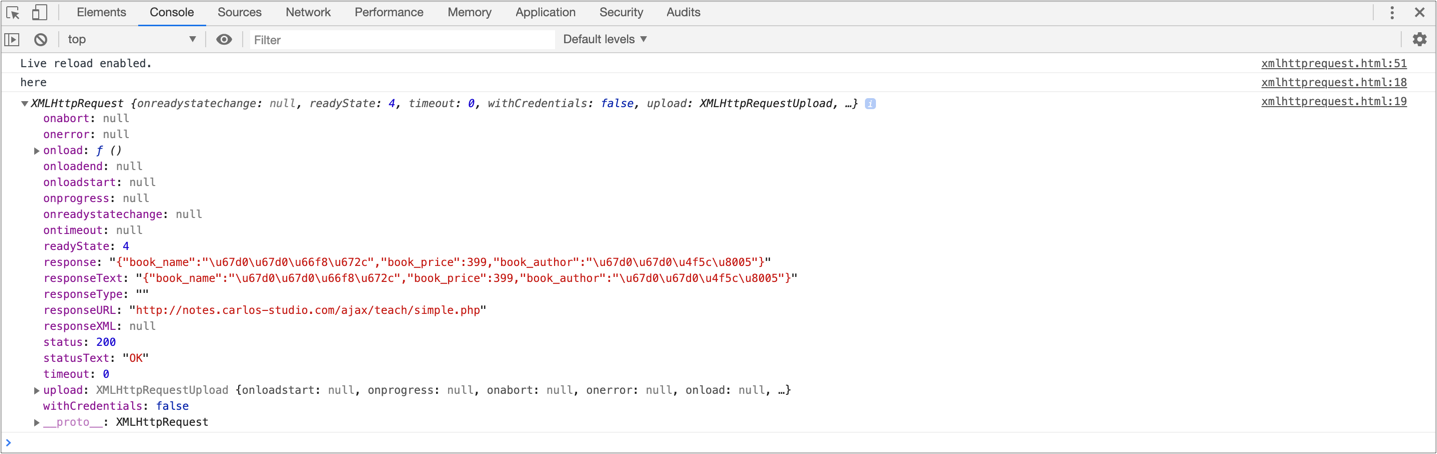 Elements Console Sources Network Performance Memory Application Security Audits
top Filter Default levels
Live reload enabled. xmlhttprequest.html:51
here xmlhttprequest.html:18
XMLHttpRequest {onreadystatechange: null, readyState: 4, timeout: 0, withCredentials: false, upload: XMLHttpRequestUpload, …} i xmlhttprequest.html:19
onabort: null
onerror: null
onload: ƒ ()
onloadend: null
onloadstart: null
onprogress: null
onreadystatechange: null
ontimeout: null
readyState: 4
response: "{"book_name":"\u67d0\u67d0\u66f8\u672c","book_price":399,"book_author":"\u67d0\u67d0\u4f5c\u8005"}"
responseText: "{"book_name":"\u67d0\u67d0\u66f8\u672c","book_price":399,"book_author":"\u67d0\u67d0\u4f5c\u8005"}"
responseType: ""
responseURL: "http://notes.carlos-studio.com/ajax/teach/simple.php"
responseXML: null
status: 200
statusText: "OK"
timeout: 0
upload: XMLHttpRequestUpload {onloadstart: null, onprogress: null, onabort: null, onerror: null, onload: null, …}
withCredentials: false
__proto__: XMLHttpRequest